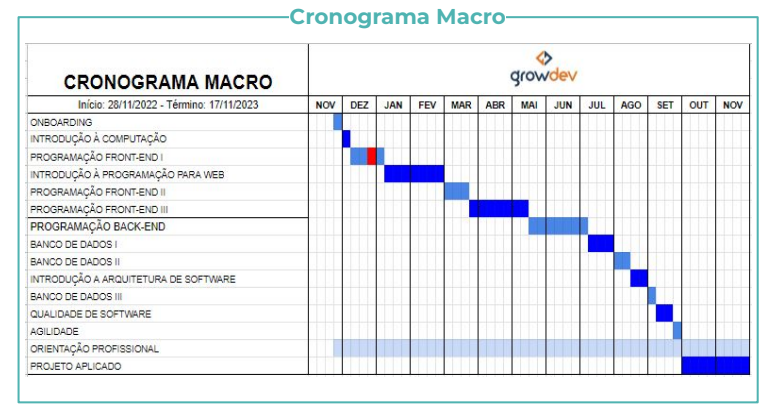 Cronograma Macro
growdev
CRONOGRAMA MACRO
Início: 28/11/2022 - Término: 17/11/2023 NOV DEZ JAN FEV MAR ABR MAI JUN JUL AGO SET OUT NOV
ONBOARDING
INTRODUÇÃO À COMPUTAÇÃO
PROGRAMAÇÃO FRONT-END I
INTRODUÇÃO À PROGRAMAÇÃO PARA WEB
PROGRAMAÇÃO FRONT-END II
PROGRAMAÇÃO FRONT-END III
PROGRAMAÇÃO BACK-END
BANCO DE DADOS I
BANCO DE DADOS II
INTRODUÇÃO A ARQUITETURA DE SOFTWARE
BANCO DE DADOS III
QUALIDADE DE SOFTWARE
AGILIDADE
ORIENTAÇÃO PROFISSIONAL
PROJETO APLICADO